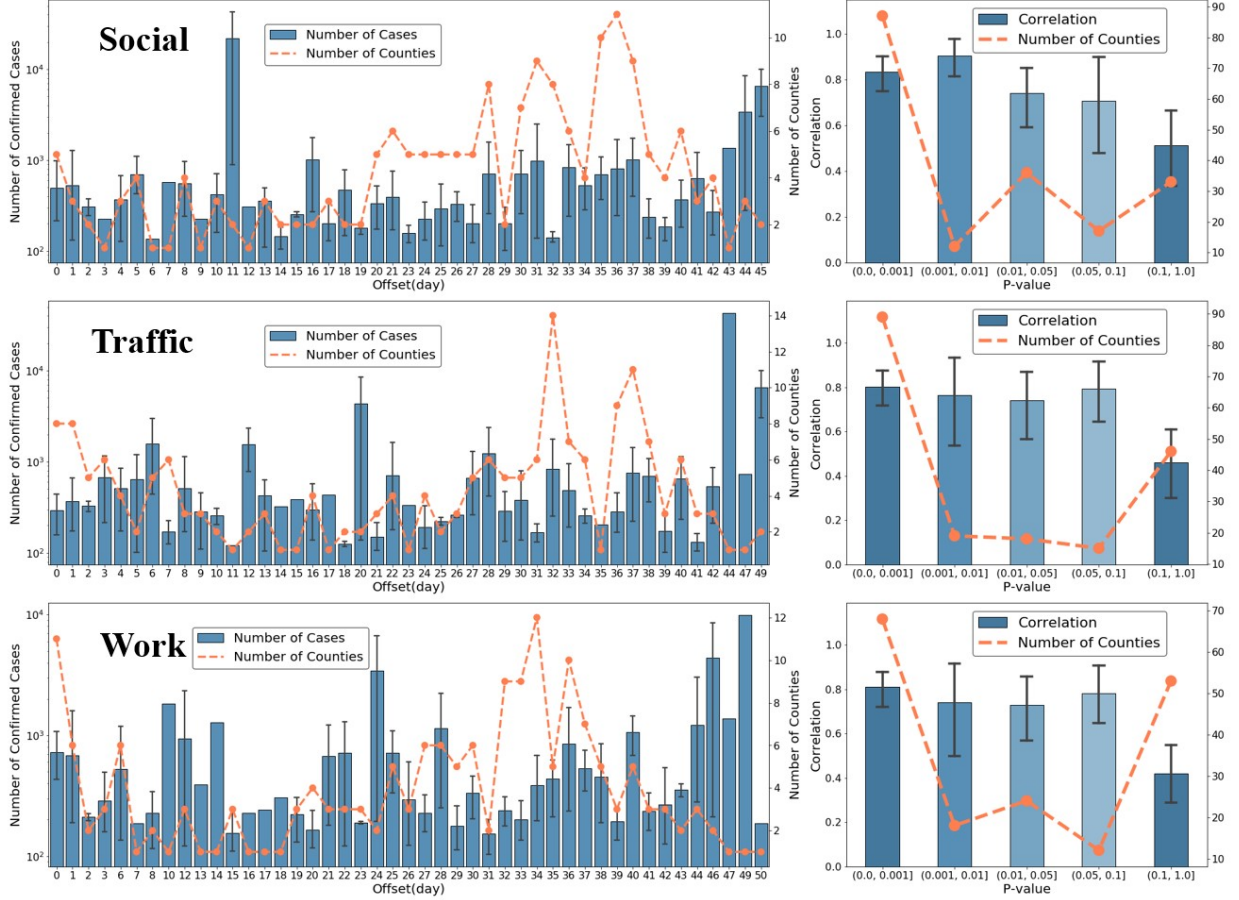 Social
Number of Cases
Number of Counties
Number of Confirmed Cases
10⁴
10³
10²
10
8
6
4
2
Number of Counties
0 1 2 3 4 5 6 7 8 9 10 11 12 13 14 15 16 17 18 19 20 21 22 23 24 25 26 27 28 29 30 31 32 33 34 35 36 37 38 39 40 41 42 43 44 45
Offset(day)
Correlation
Number of Counties
Correlation
1.0
0.8
0.6
0.4
0.2
0.0
90
80
70
60
50
40
30
20
10
(0.0, 0.001] (0.001, 0.01] (0.01, 0.05] (0.05, 0.1] (0.1, 1.0]
P-value
Traffic
Number of Cases
Number of Counties
Number of Confirmed Cases
10⁴
10³
10²
14
12
10
8
6
4
2
Number of Counties
0 1 2 3 4 5 6 7 8 9 10 11 12 13 14 15 16 17 18 20 21 22 23 24 25 26 27 28 29 30 31 32 33 34 35 36 37 38 39 40 41 42 44 47 49
Offset(day)
Correlation
Number of Counties
Correlation
1.0
0.8
0.6
0.4
0.2
0.0
90
80
70
60
50
40
30
20
10
(0.0, 0.001] (0.001, 0.01] (0.01, 0.05] (0.05, 0.1] (0.1, 1.0]
P-value
Work
Number of Cases
Number of Counties
Number of Confirmed Cases
10⁴
10³
10²
12
10
8
6
4
2
Number of Counties
0 1 2 3 6 7 8 10 12 13 14 15 16 17 18 19 20 21 22 23 24 25 26 27 28 29 30 31 32 33 34 35 36 37 38 39 40 41 42 43 44 46 47 49 50
Offset(day)
Correlation
Number of Counties
Correlation
1.0
0.8
0.6
0.4
0.2
0.0
70
60
50
40
30
20
10
(0.0, 0.001] (0.001, 0.01] (0.01, 0.05] (0.05, 0.1] (0.1, 1.0]
P-value